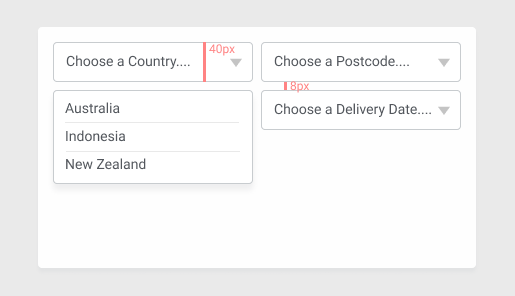 Choose a Country....
40px
Choose a Postcode....
8px
Choose a Delivery Date....
Australia
Indonesia
New Zealand